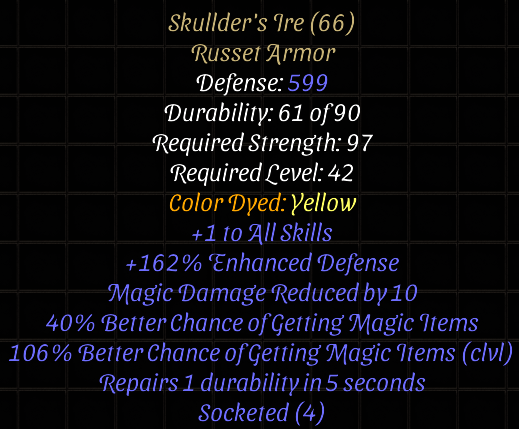 Skullder's Ire (66)
Russet Armor
Defense: 599
Durability: 61 of 90
Required Strength: 97
Required Level: 42
Color Dyed: Yellow
+1 to All Skills
+162% Enhanced Defense
Magic Damage Reduced by 10
40% Better Chance of Getting Magic Items
106% Better Chance of Getting Magic Items (clvl)
Repairs 1 durability in 5 seconds
Socketed (4)